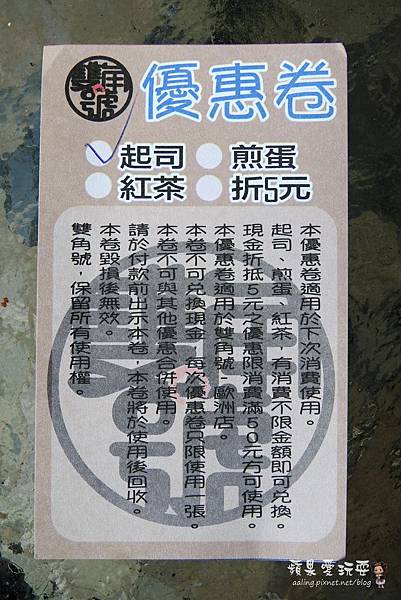 雙角號
優惠卷
起司 煎蛋
紅茶 折5元
本優惠卷適用於下次消費使用。
起司、煎蛋、紅茶，有消費不限金額即可兌換。
現金折抵５元之優惠限消費滿５０元方可使用。
本優惠卷適用於雙角號-歐洲店。
本卷不可兌換現金，每次優惠卷只限使用一張。
本卷不可與其他優惠合併使用。
請於付款前出示本卷，本卷將於使用後回收。
本卷毀損後無效。
雙角號，保留所有使用權。
蘋果愛玩耍
aaling.pixnet.net/blog